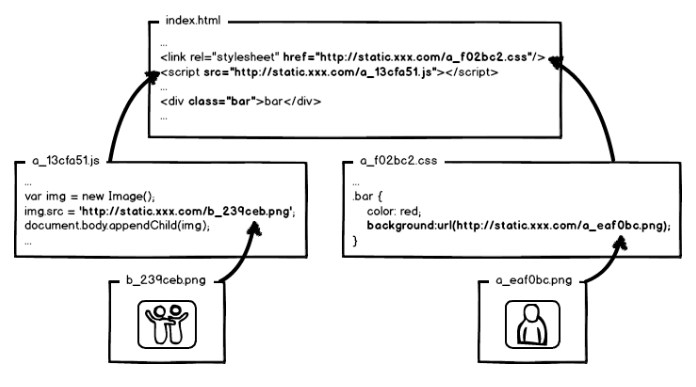 index.html
...
<link rel="stylesheet" href="http://static.xxx.com/a_f02bc2.css"/>
<script src="http://static.xxx.com/a_13cfa51.js"></script>
...
<div class="bar">bar</div>
...
a_13cfa51.js
...
var img = new Image();
img.src = 'http://static.xxx.com/b_239ceb.png';
document.body.appendChild(img);
...
a_f02bc2.css
...
.bar {
color: red;
background:url(http://static.xxx.com/a_eaf0bc.png);
}
b_239ceb.png
a_eaf0bc.png